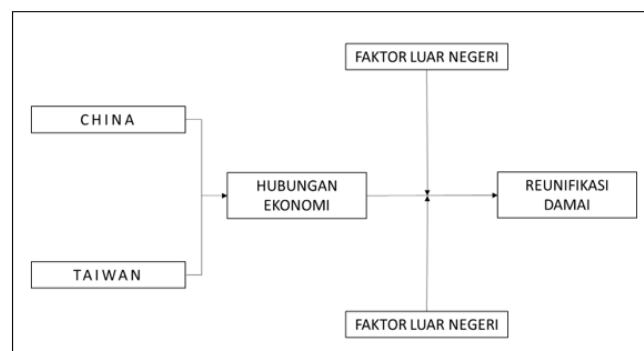 FAKTOR LUAR NEGERI
CHINA
HUBUNGAN
EKONOMI
REUNIFIKASI
DAMAI
TAIWAN
FAKTOR LUAR NEGERI